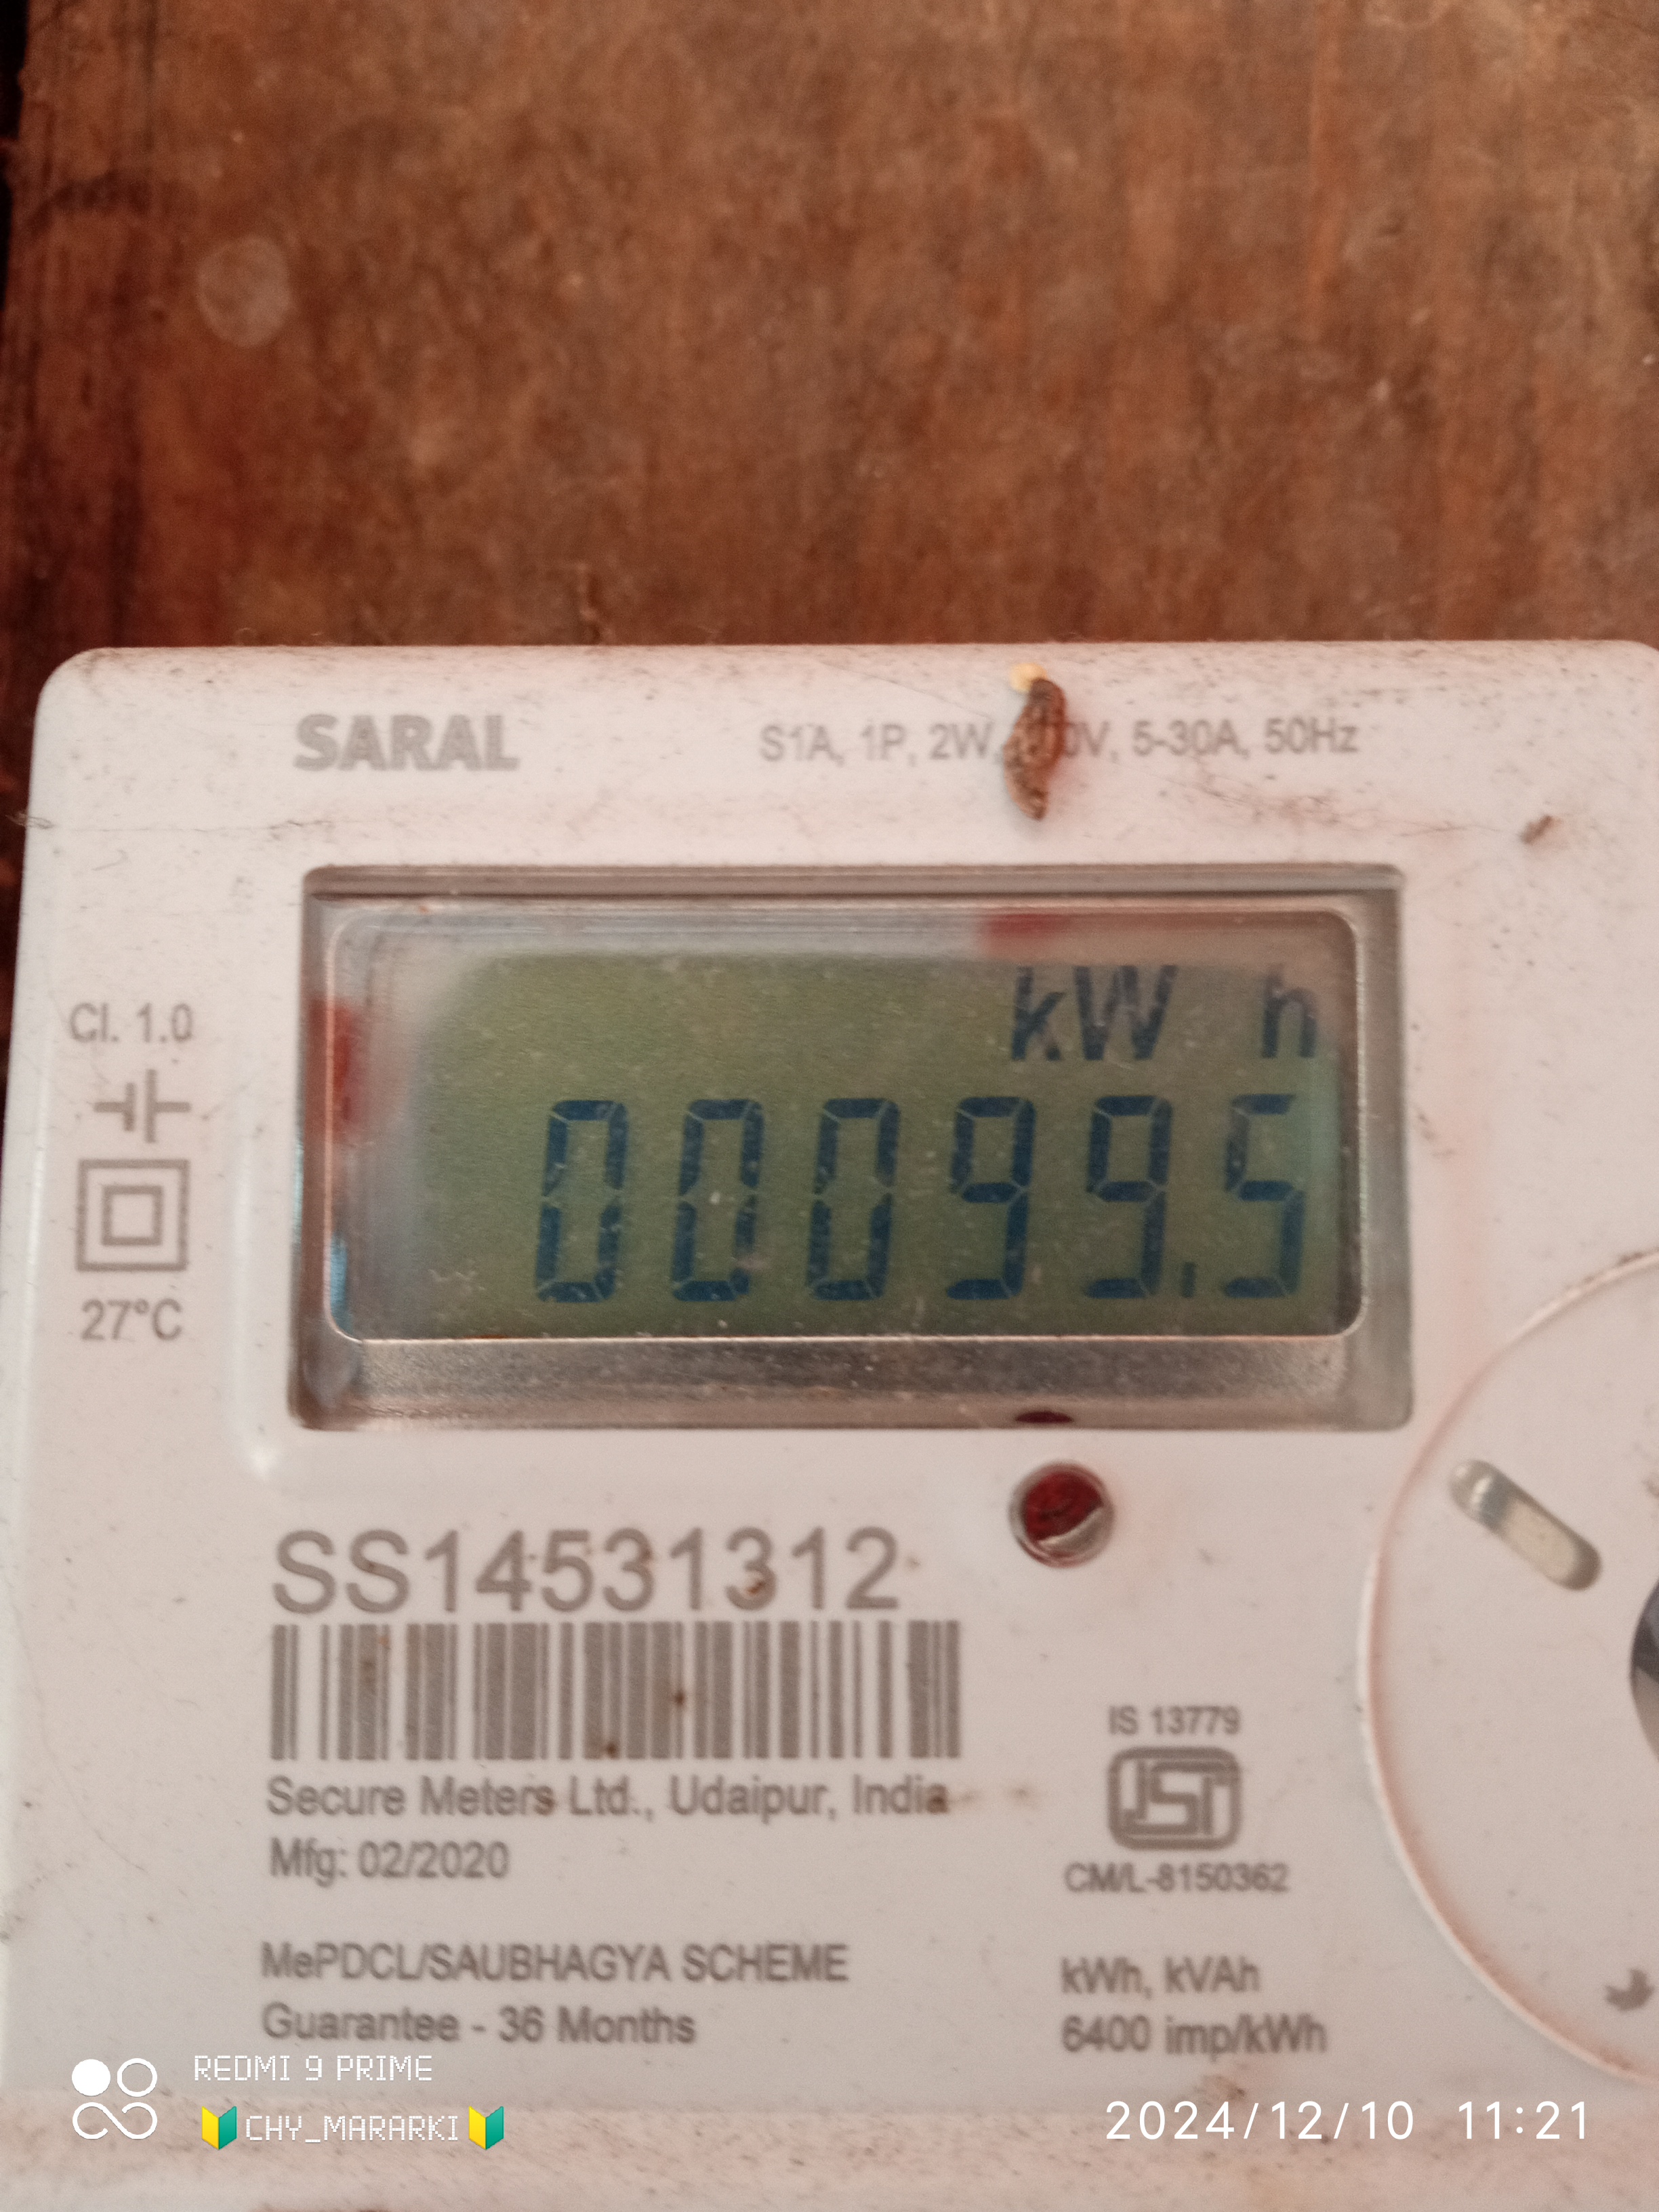 SARAL
S1A, 1P, 2W, 0V, 5-30A, 50Hz
Cl. 1.0
27°C
kW h
00099.5
SS14531312
Secure Meters Ltd., Udaipur, India
Mfg: 02/2020
IS 13779
ISI
CM/L-8150362
MePDCL/SAUBHAGYA SCHEME
Guarantee - 36 Months
kWh, kVAh
6400 imp/kWh
REDMI 9 PRIME
CHY_MARARKI
2024/12/10 11:21